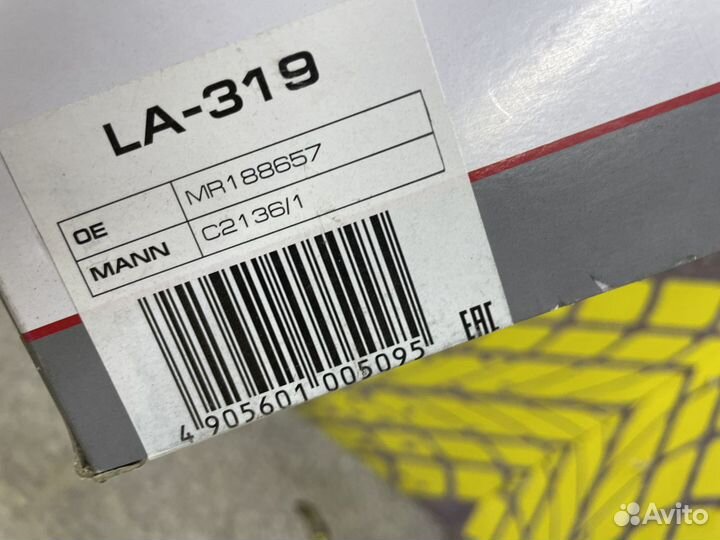 LA-319
OE MR188657
MANN C2136/1
4 905601 005095
EAC
Avito